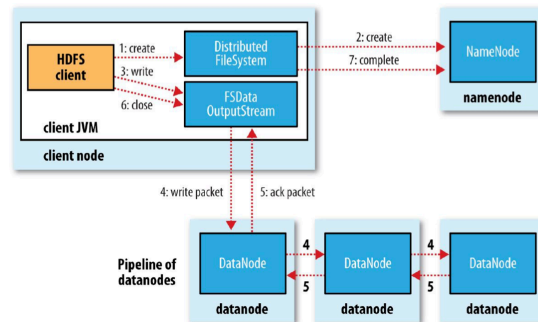 HDFS
client
1: create
3: write
6: close
Distributed
FileSystem
FSData
OutputStream
client JVM
client node
2: create
7: complete
NameNode
namenode
4: write packet
5: ack packet
Pipeline of
datanodes
DataNode
datanode
4
5
DataNode
datanode
4
5
DataNode
datanode